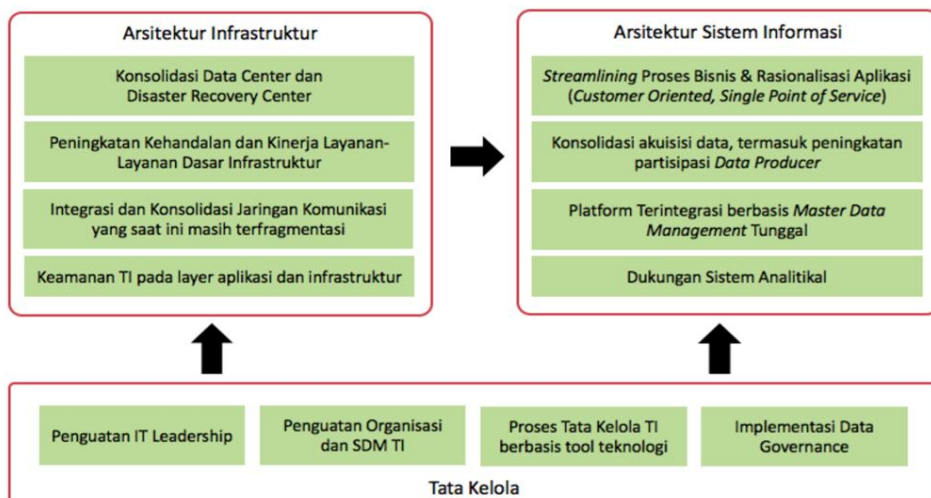 Arsitektur Infrastruktur
Konsolidasi Data Center dan
Disaster Recovery Center
Peningkatan Kehandalan dan Kinerja Layanan-
Layanan Dasar Infrastruktur
Integrasi dan Konsolidasi Jaringan Komunikasi
yang saat ini masih terfragmentasi
Keamanan TI pada layer aplikasi dan infrastruktur
Arsitektur Sistem Informasi
Streamlining Proses Bisnis & Rasionalisasi Aplikasi
(Customer Oriented, Single Point of Service)
Konsolidasi akuisisi data, termasuk peningkatan
partisipasi Data Producer
Platform Terintegrasi berbasis Master Data
Management Tunggal
Dukungan Sistem Analitikal
Penguatan IT Leadership
Penguatan Organisasi
dan SDM TI
Proses Tata Kelola TI
berbasis tool teknologi
Implementasi Data
Governance
Tata Kelola